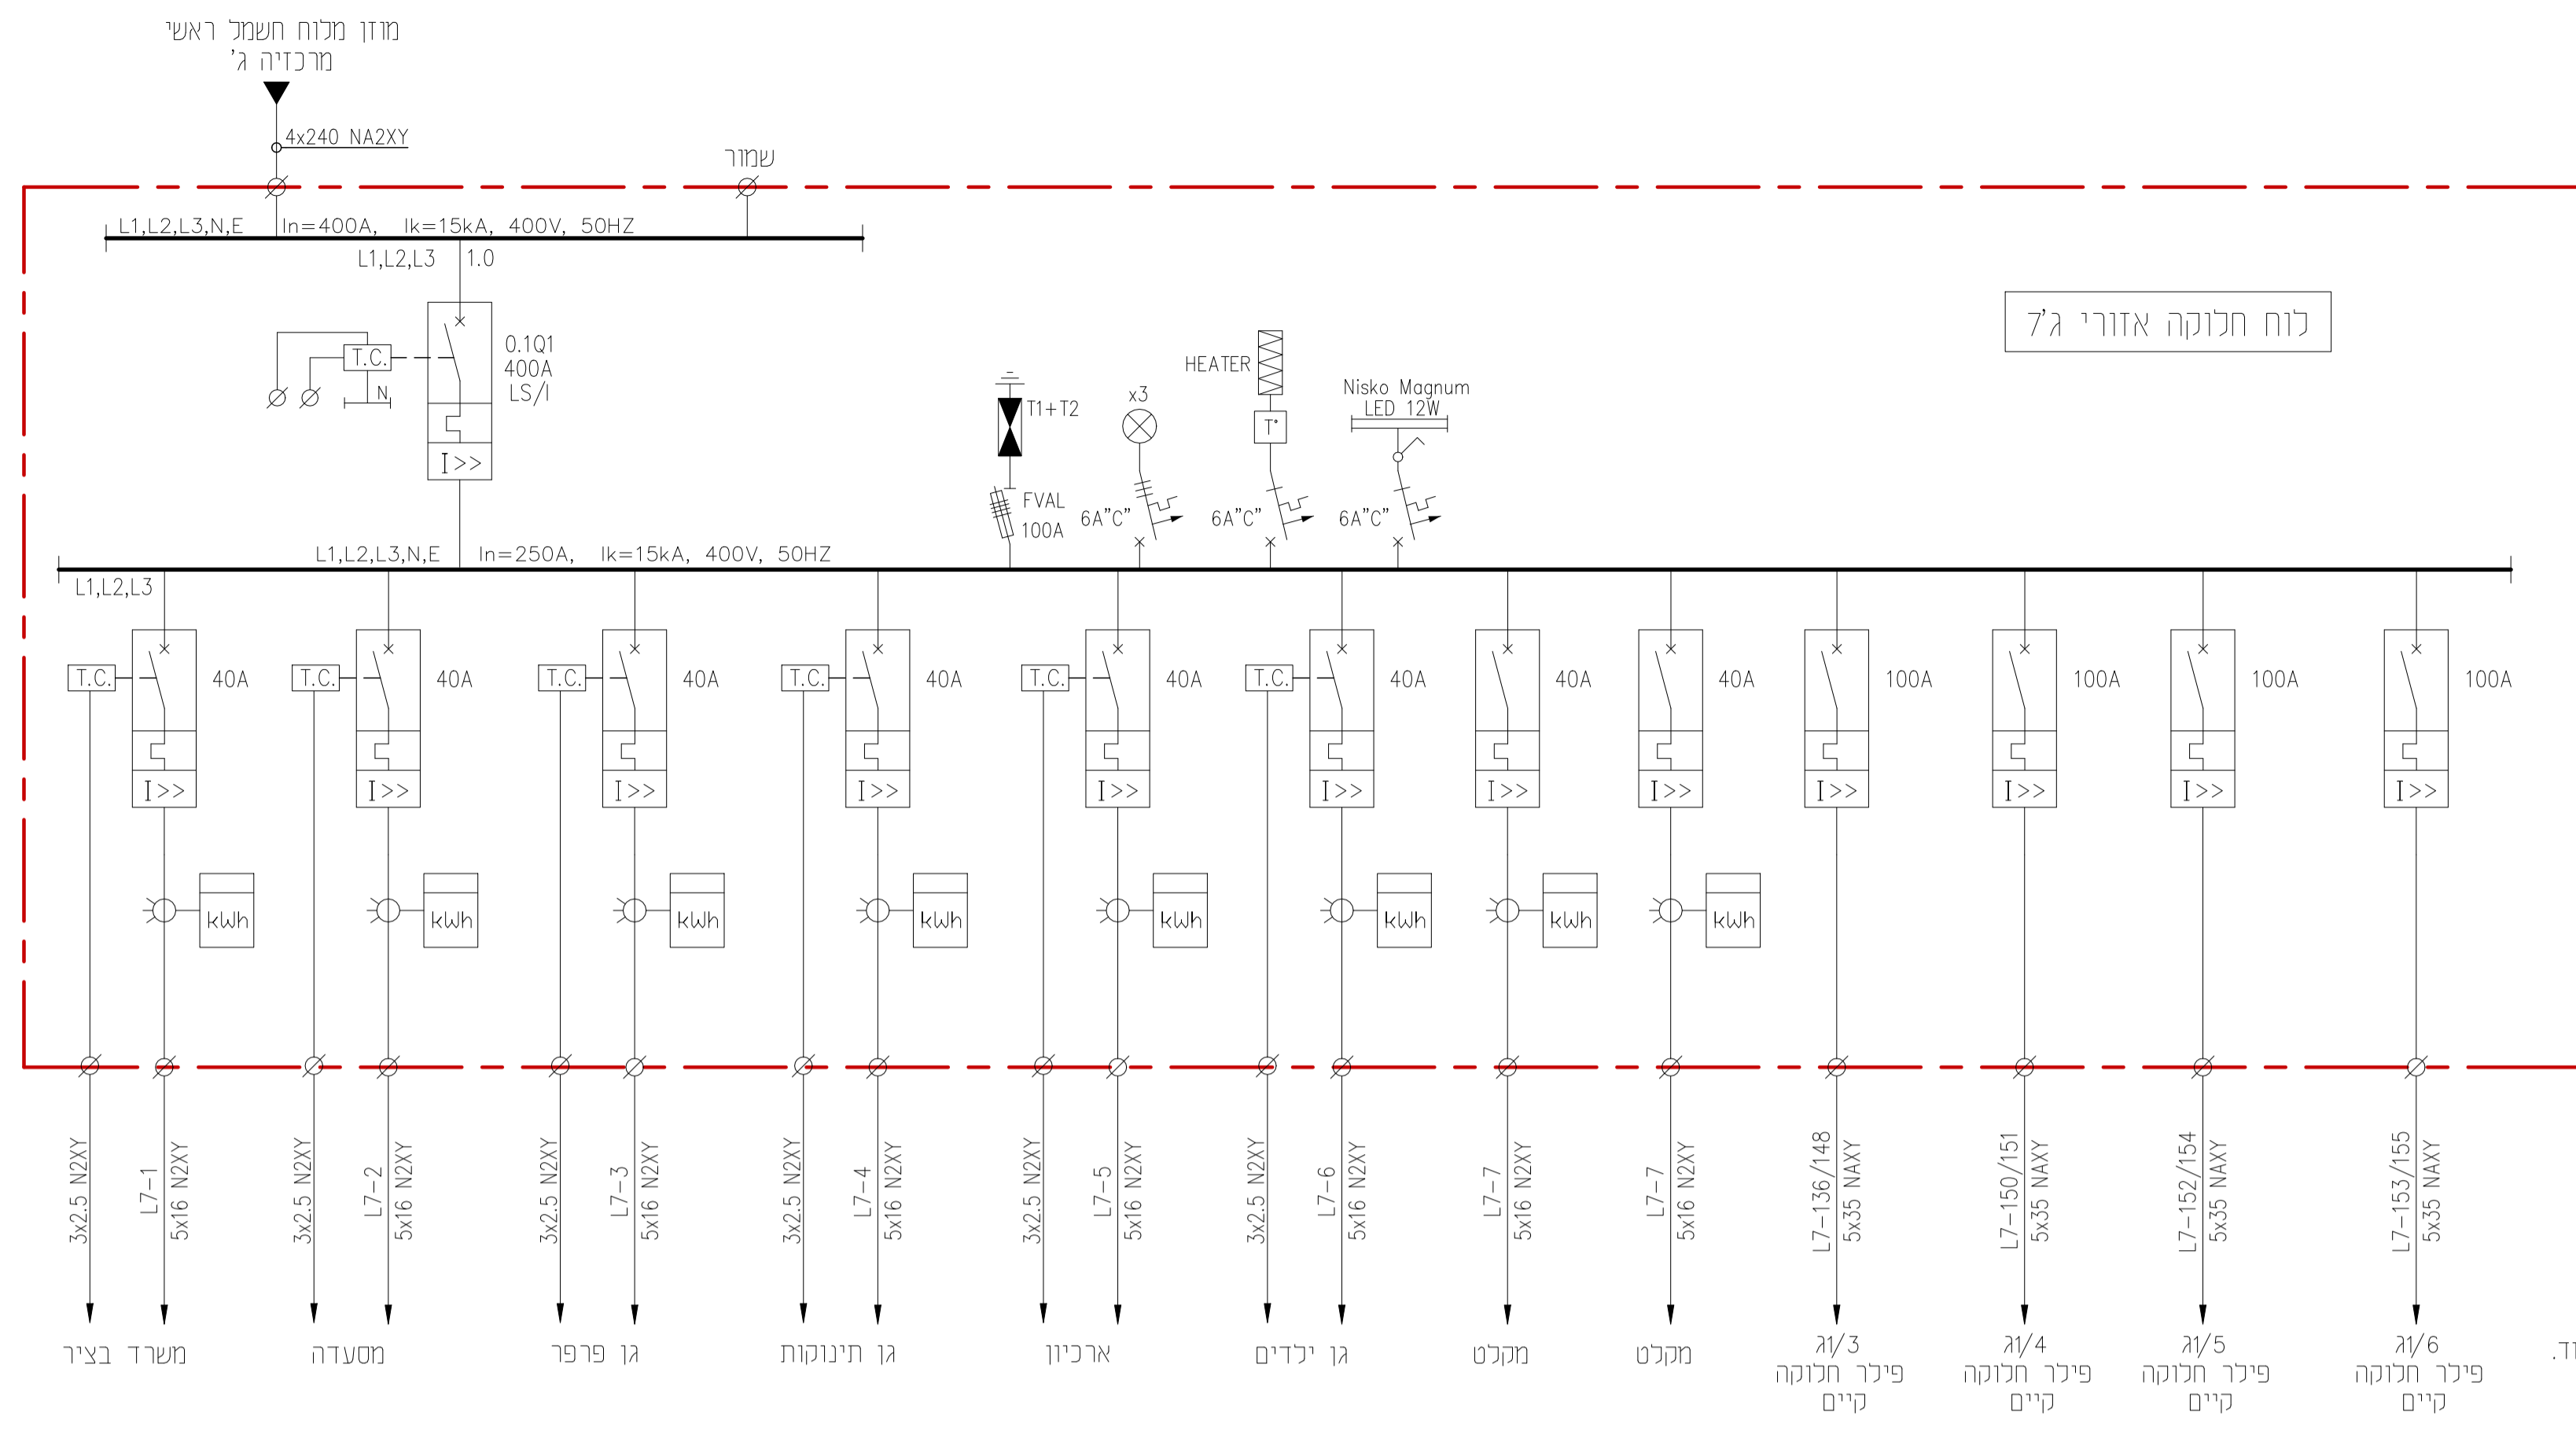 מוזן מלוח חשמל ראשי
מרכזיה ג'
4x240 NA2XY
שמור
L1,L2,L3,N,E In=400A, Ik=15kA, 400V, 50HZ
L1,L2,L3 1.0
לוח חלוקה אזורי ג'7
0.1Q1
400A
LS/I
T.C.
N
I>>
T1+T2
FVAL
100A
x3
6A"C"
HEATER
T°
6A"C"
Nisko Magnum
LED 12W
6A"C"
L1,L2,L3,N,E In=250A, Ik=15kA, 400V, 50HZ
L1,L2,L3
T.C. 40A T.C. 40A T.C. 40A T.C. 40A T.C. 40A T.C. 40A 40A 40A 100A 100A 100A 100A
I>> I>> I>> I>> I>> I>> I>> I>> I>> I>> I>> I>>
kWh kWh kWh kWh kWh kWh kWh kWh
3x2.5 N2XY
L7-1
5x16 N2XY
3x2.5 N2XY
L7-2
5x16 N2XY
3x2.5 N2XY
L7-3
5x16 N2XY
3x2.5 N2XY
L7-4
5x16 N2XY
3x2.5 N2XY
L7-5
5x16 N2XY
3x2.5 N2XY
L7-6
5x16 N2XY
L7-7
5x16 N2XY
L7-7
5x16 N2XY
L7-136/148
5x35 NAXY
L7-150/151
5x35 NAXY
L7-152/154
5x35 NAXY
L7-153/155
5x35 NAXY
משרד בציר
מסעדה
גן פרפר
גן תינוקות
ארכיון
גן ילדים
מקלט
מקלט
ג1/3
פילר חלוקה
קיים
ג1/4
פילר חלוקה
קיים
ג1/5
פילר חלוקה
קיים
ג1/6
פילר חלוקה
קיים